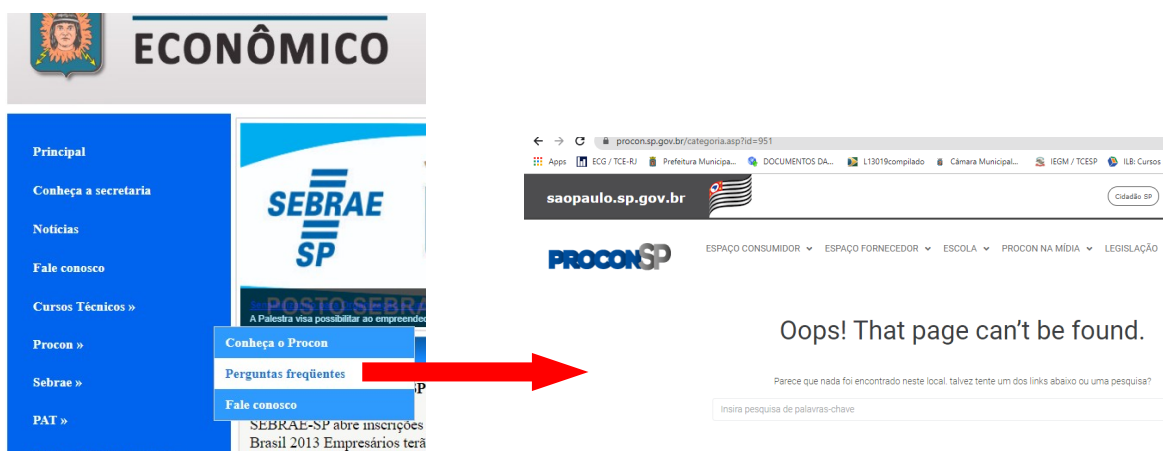 ECONÔMICO
Principal
Conheça a secretaria
Notícias
Fale conosco
Cursos Técnicos »
Procon »
Sebrae »
PAT »
SEBRAE
SP
POSTO SEBRA
A Palestra visa possibilitar ao empreended
Conheça o Procon
Perguntas freqüentes
Fale conosco
SP
SEBRAE-SP abre inscrições
Brasil 2013 Empresários terã
procon.sp.gov.br/categoria.asp?id=951
Apps ECG / TCE-RJ Prefeitura Municipa... DOCUMENTOS DA... L13019compilado Câmara Municipal... IEGM / TCESP ILB: Cursos
saopaulo.sp.gov.br
Cidadão SP
PROCONSP
ESPAÇO CONSUMIDOR ESPAÇO FORNECEDOR ESCOLA PROCON NA MÍDIA LEGISLAÇÃO
Oops! That page can't be found.
Parece que nada foi encontrado neste local. talvez tente um dos links abaixo ou uma pesquisa?
Insira pesquisa de palavras-chave